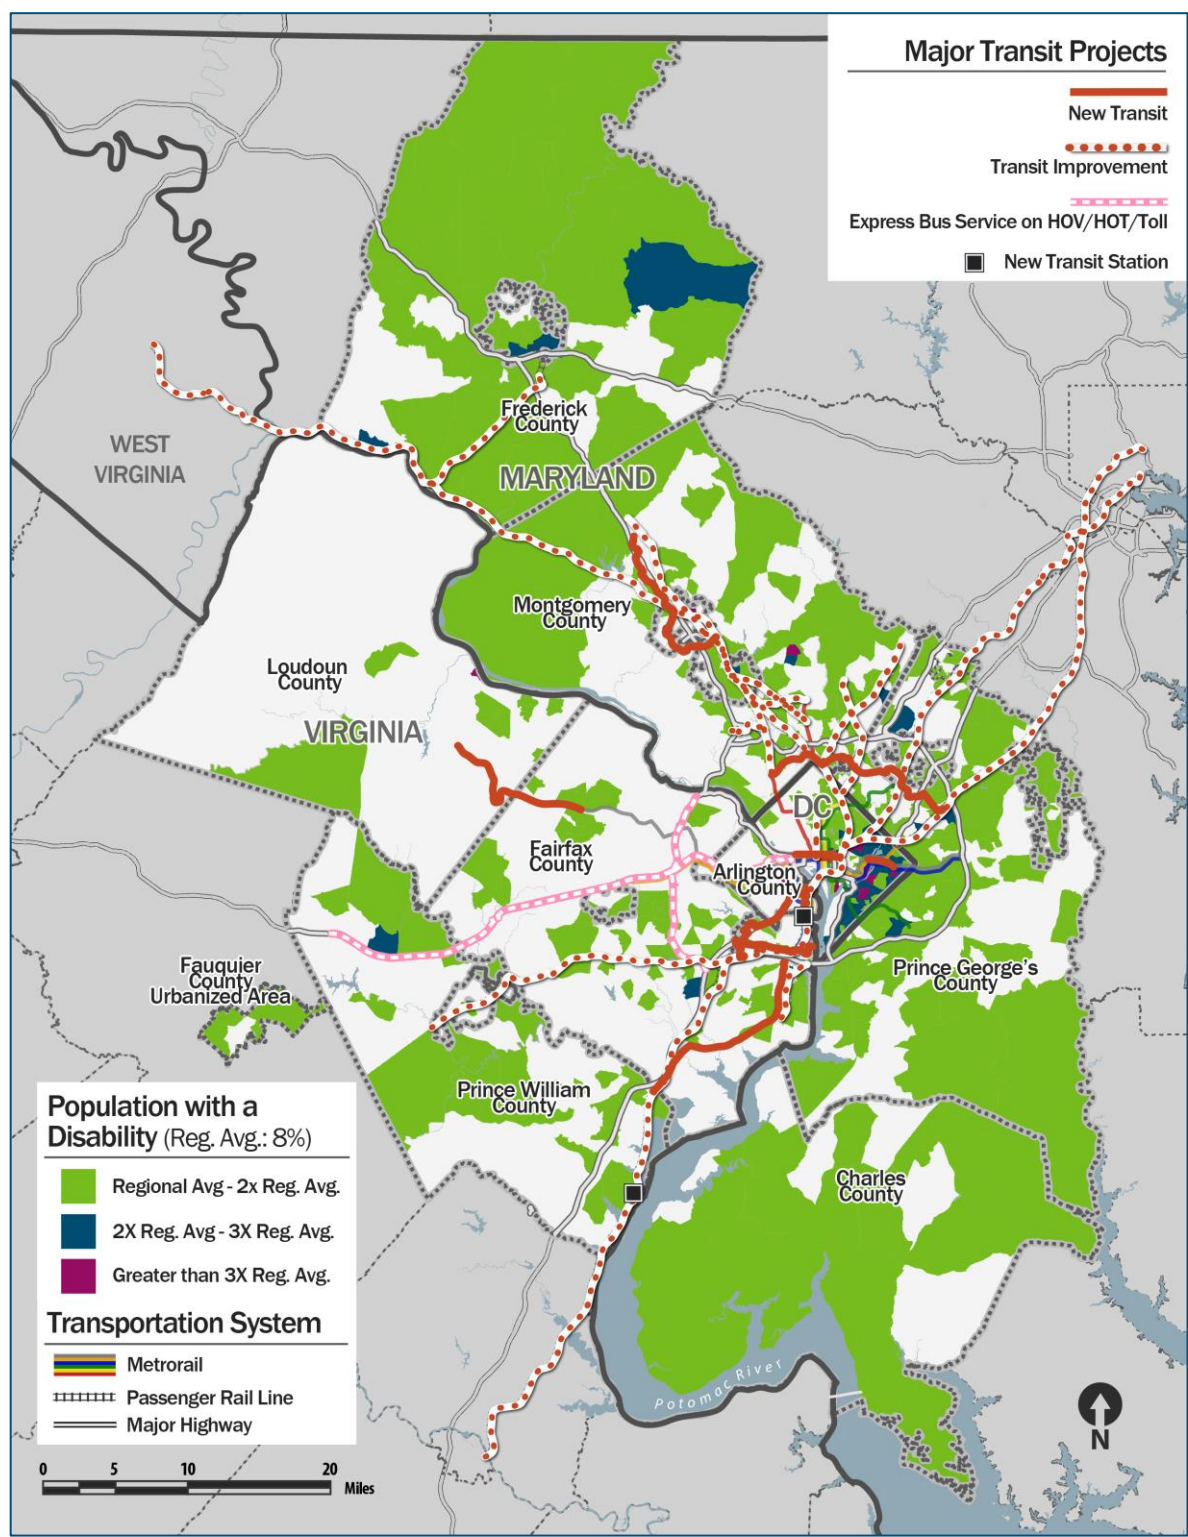 Major Transit Projects
New Transit
Transit Improvement
Express Bus Service on HOV/HOT/Toll
New Transit Station
Frederick
County
WEST
VIRGINIA
MARYLAND
Montgomery
County
Loudoun
County
VIRGINIA
DC
Fairfax
County
Arlington
County
Fauquier
County
Urbanized Area
Prince George's
County
Prince William
County
Charles
County
Potomac River
Population with a
Disability (Reg. Avg.: 8%)
Regional Avg - 2x Reg. Avg.
2X Reg. Avg - 3X Reg. Avg.
Greater than 3X Reg. Avg.
Transportation System
Metrorail
Passenger Rail Line
Major Highway
0 5 10 20
Miles
N